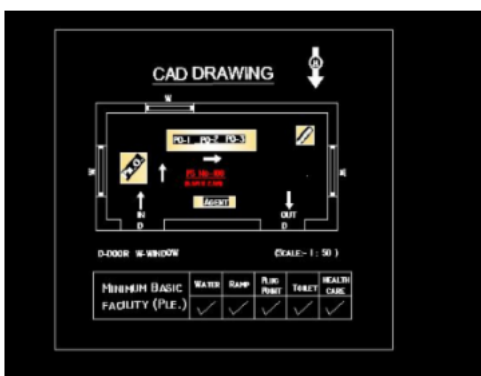 CAD DRAWING
N
W
PO-1 PO-2 PO-3
P.R.O.
W
W
AGENT
IN
OUT
D
D
D-DOOR W-WINDOW
(SCALE:- 1 : 50 )
MINIMUM BASIC FACILITY (PLE.)
WATER
RAMP
PLUG POINT
TOILET
HEALTH CARE